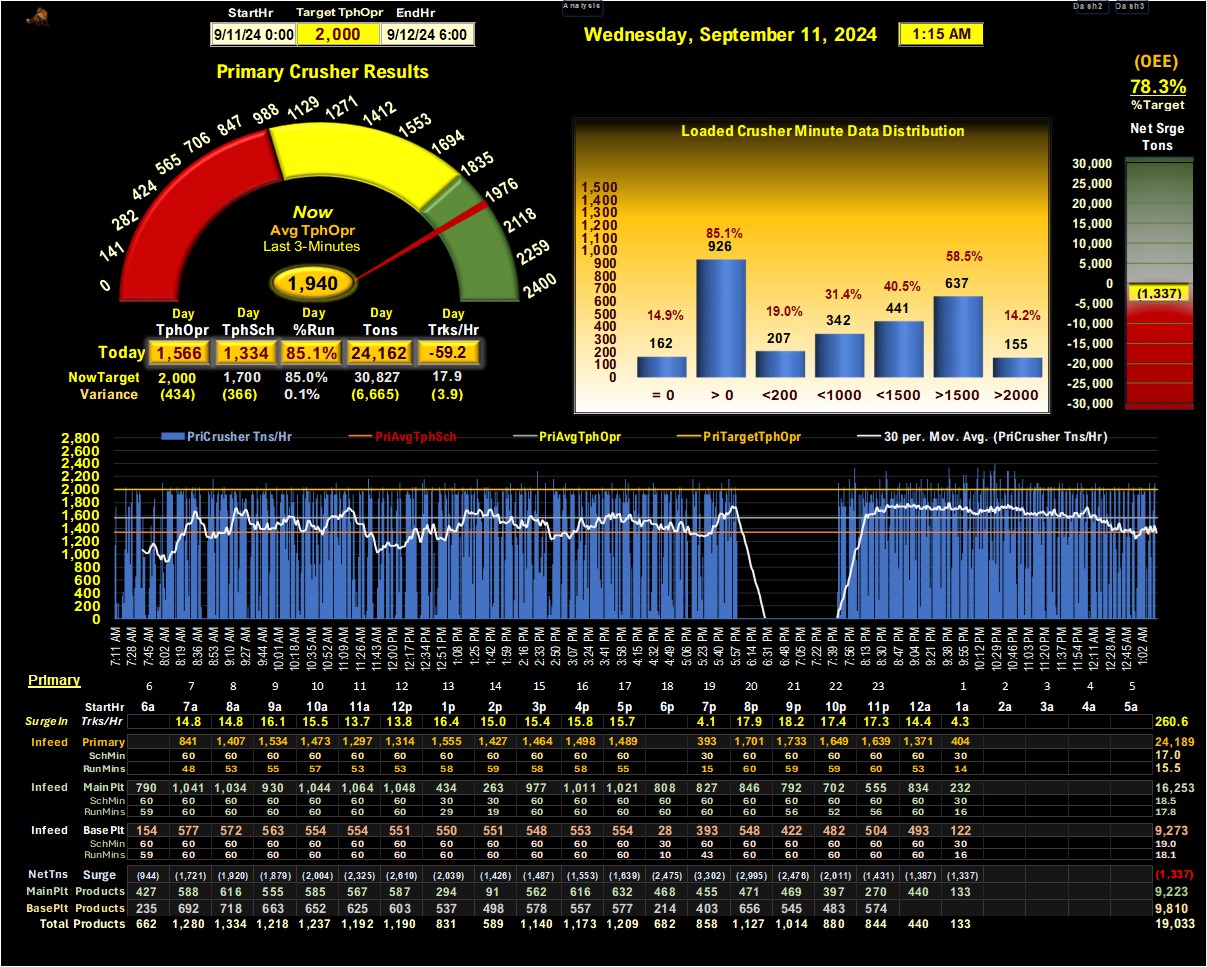 Analysis
Dash2 Dash3
StartHr Target TphOpr EndHr
9/11/24 0:00 2,000 9/12/24 6:00
Wednesday, September 11, 2024 1:15 AM
Primary Crusher Results
(OEE)
78.3%
%Target
Net Srge
Tons
0 141 282 424 565 706 847 988 1129 1271 1412 1553 1694 1835 1976 2118 2259 2400
Now
Avg TphOpr
Last 3-Minutes
1,940
Day Day Day Day Day
TphOpr TphSch %Run Tons Trks/Hr
Today 1,566 1,334 85.1% 24,162 -59.2
NowTarget 2,000 1,700 85.0% 30,827 17.9
Variance (434) (366) 0.1% (6,665) (3.9)
Loaded Crusher Minute Data Distribution
1,500
1,400
1,300
1,200
1,100
1,000
900
800
700
600
500
400
300
200
100
0
14.9% 85.1% 19.0% 31.4% 40.5% 58.5% 14.2%
162 926 207 342 441 637 155
= 0 > 0 <200 <1000 <1500 >1500 >2000
30,000
25,000
20,000
15,000
10,000
5,000
0
(1,337)
-5,000
-10,000
-15,000
-20,000
-25,000
-30,000
PriCrusher Tns/Hr PriAvgTphSch PriAvgTphOpr PriTargetTphOpr 30 per. Mov. Avg. (PriCrusher Tns/Hr)
2,800
2,600
2,400
2,200
2,000
1,800
1,600
1,400
1,200
1,000
800
600
400
200
0
7:11 AM 7:28 AM 7:45 AM 8:02 AM 8:19 AM 8:36 AM 8:53 AM 9:10 AM 9:27 AM 9:44 AM 10:01 AM 10:18 AM 10:35 AM 10:52 AM 11:09 AM 11:26 AM 11:43 AM 12:00 PM 12:17 PM 12:34 PM 12:51 PM 1:08 PM 1:25 PM 1:42 PM 1:59 PM 2:16 PM 2:33 PM 2:50 PM 3:07 PM 3:24 PM 3:41 PM 3:58 PM 4:15 PM 4:32 PM 4:49 PM 5:06 PM 5:23 PM 5:40 PM 5:57 PM 6:14 PM 6:31 PM 6:48 PM 7:05 PM 7:22 PM 7:39 PM 7:56 PM 8:13 PM 8:30 PM 8:47 PM 9:04 PM 9:21 PM 9:38 PM 9:55 PM 10:12 PM 10:29 PM 10:46 PM 11:03 PM 11:20 PM 11:37 PM 11:54 PM 12:11 AM 12:28 AM 12:45 AM 1:02 AM
Primary
6 7 8 9 10 11 12 13 14 15 16 17 18 19 20 21 22 23 1 2 3 4 5
StartHr 6a 7a 8a 9a 10a 11a 12p 1p 2p 3p 4p 5p 6p 7p 8p 9p 10p 11p 12a 1a 2a 3a 4a 5a
SurgeIn Trks/Hr 14.8 14.8 16.1 15.5 13.7 13.8 16.4 15.0 15.4 15.8 15.7 4.1 17.9 18.2 17.4 17.3 14.4 4.3 260.6
Infeed Primary 841 1,407 1,534 1,473 1,297 1,314 1,555 1,427 1,464 1,498 1,489 393 1,701 1,733 1,649 1,639 1,371 404 24,189
SchMin 60 60 60 60 60 60 60 60 60 60 60 30 60 60 60 60 60 30 17.0
RunMins 48 53 55 57 53 53 58 59 58 58 55 15 60 59 59 60 53 14 15.5
Infeed MainPlt 790 1,041 1,034 930 1,044 1,064 1,048 434 263 977 1,011 1,021 808 827 846 792 702 555 834 232 16,253
SchMin 60 60 60 60 60 60 60 30 30 60 60 60 60 60 60 60 60 60 60 30 18.5
RunMins 59 60 60 60 60 60 60 29 19 60 60 60 60 60 60 60 56 52 56 60 16 17.8
Infeed BasePlt 154 577 572 563 554 554 551 550 551 548 553 554 28 393 548 422 482 504 493 122 9,273
SchMin 60 60 60 60 60 60 60 60 60 60 60 60 30 60 60 60 60 60 60 30 19.0
RunMins 59 60 60 60 60 60 60 60 60 60 60 60 10 43 60 60 60 60 60 16 18.1
NetTns Surge (944) (1,721) (1,920) (1,879) (2,004) (2,325) (2,610) (2,039) (1,426) (1,487) (1,553) (1,639) (2,475) (3,302) (2,995) (2,476) (2,011) (1,431) (1,387) (1,337) (1,337)
MainPlt Products 427 588 616 555 585 567 587 294 91 562 616 632 468 455 471 469 397 270 440 133 9,223
BasePlt Products 235 692 718 663 652 625 603 537 498 578 557 577 214 403 656 545 483 574 9,810
Total Products 662 1,280 1,334 1,218 1,237 1,192 1,190 831 589 1,140 1,173 1,209 682 858 1,127 1,014 880 844 440 133 19,033